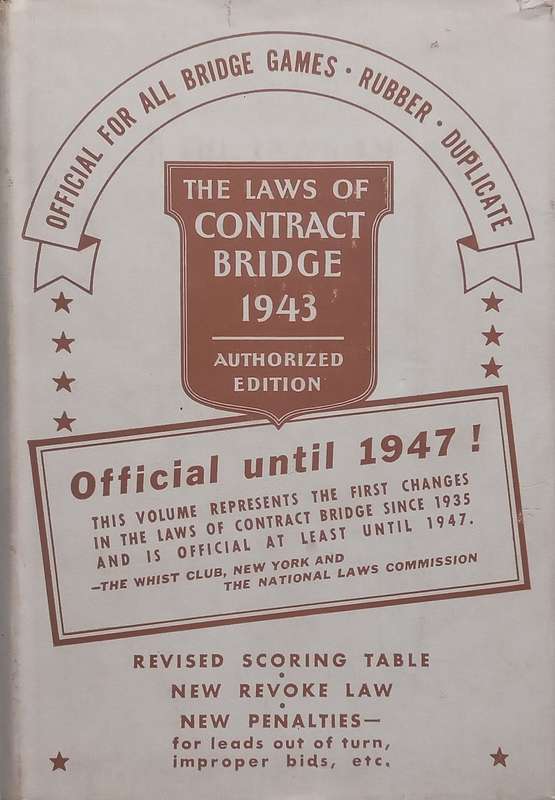 OFFICIAL FOR ALL BRIDGE GAMES • RUBBER • DUPLICATE
THE LAWS OF
CONTRACT
BRIDGE
1943
AUTHORIZED
EDITION
Official until 1947!
THIS VOLUME REPRESENTS THE FIRST CHANGES
IN THE LAWS OF CONTRACT BRIDGE SINCE 1935
AND IS OFFICIAL AT LEAST UNTIL 1947.
—THE WHIST CLUB, NEW YORK AND
THE NATIONAL LAWS COMMISSION
REVISED SCORING TABLE
•
NEW REVOKE LAW
•
NEW PENALTIES—
for leads out of turn,
improper bids, etc.